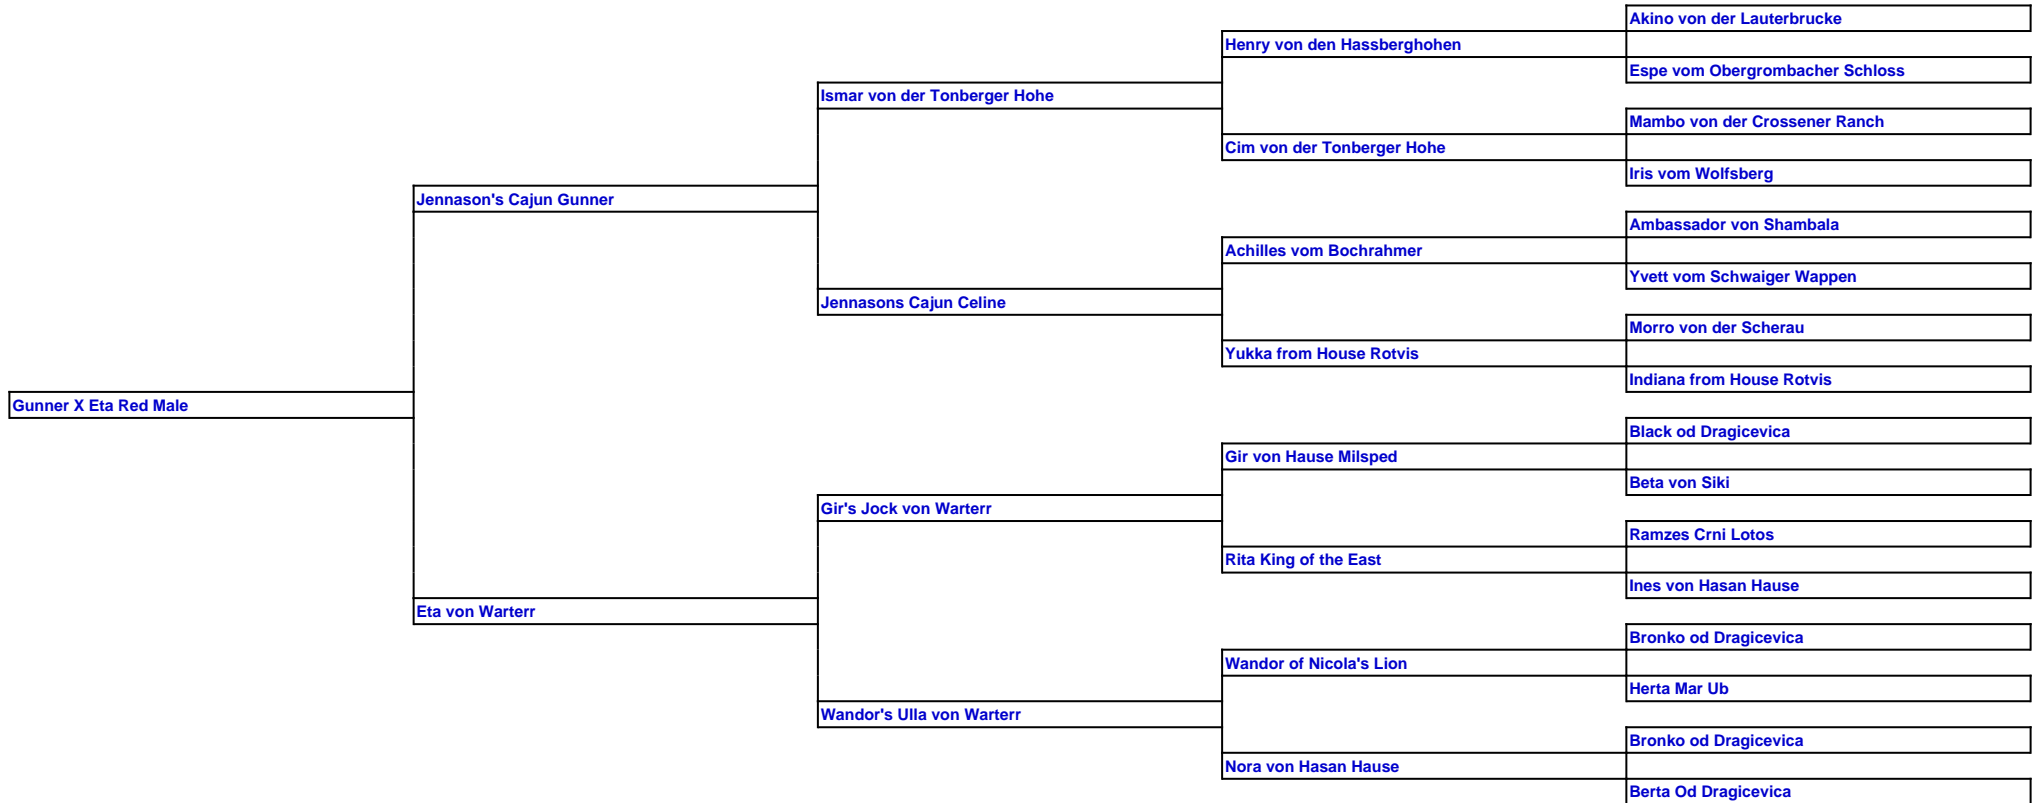 Akino von der Lauterbrucke
Henry von den Hassberghohen
Espe vom Obergrombacher Schloss
Ismar von der Tonberger Hohe
Mambo von der Crossener Ranch
Cim von der Tonberger Hohe
Iris vom Wolfsberg
Jennason's Cajun Gunner
Ambassador von Shambala
Achilles vom Bochrahmer
Yvett vom Schwaiger Wappen
Jennasons Cajun Celine
Morro von der Scherau
Yukka from House Rotvis
Indiana from House Rotvis
Gunner X Eta Red Male
Black od Dragicevica
Gir von Hause Milsped
Beta von Siki
Gir's Jock von Warterr
Ramzes Crni Lotos
Rita King of the East
Ines von Hasan Hause
Eta von Warterr
Bronko od Dragicevica
Wandor of Nicola's Lion
Herta Mar Ub
Wandor's Ulla von Warterr
Bronko od Dragicevica
Nora von Hasan Hause
Berta Od Dragicevica